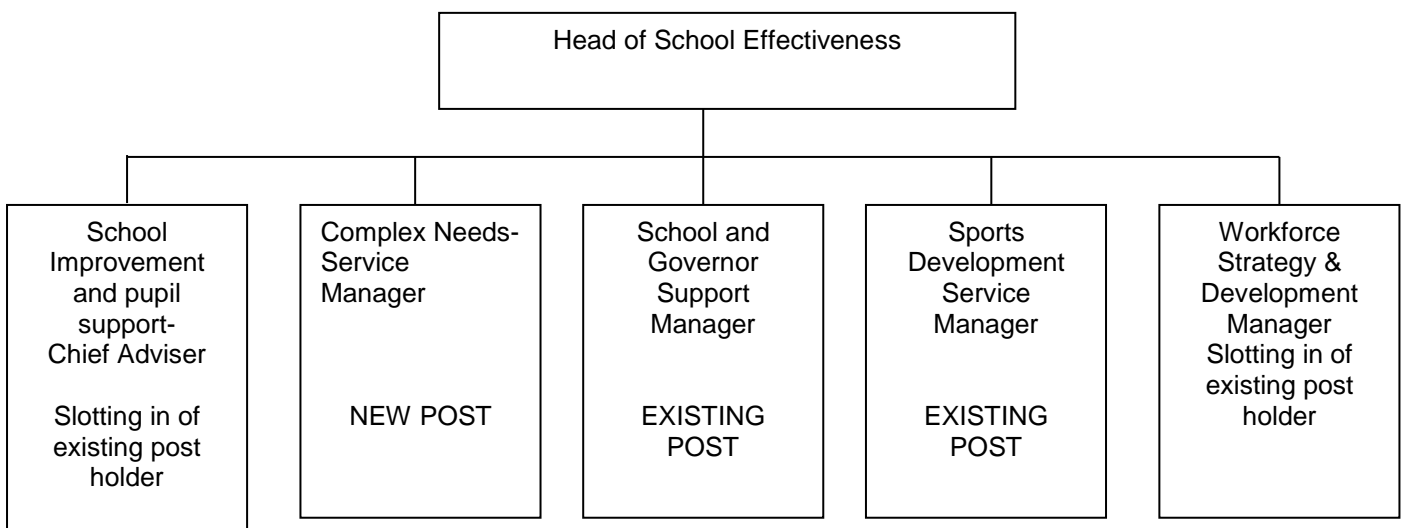 Head of School Effectiveness
School
Improvement
and pupil
support-
Chief Adviser
Slotting in of
existing post
holder
Complex Needs-
Service
Manager
NEW POST
School and
Governor
Support
Manager
EXISTING
POST
Sports
Development
Service
Manager
EXISTING
POST
Workforce
Strategy &
Development
Manager
Slotting in of
existing post
holder